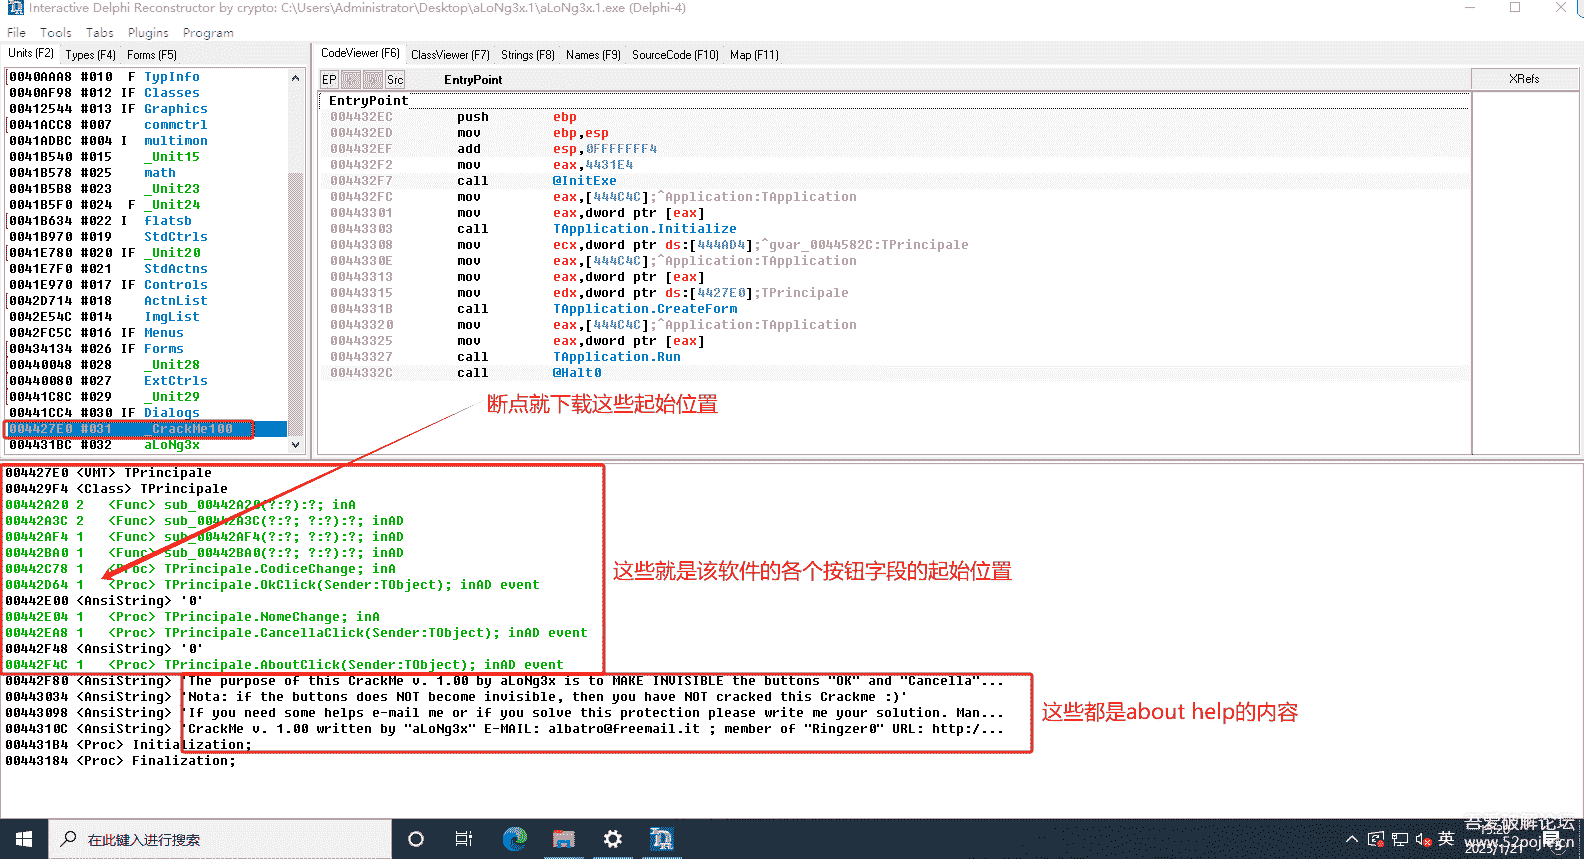 Interactive Delphi Reconstructor by crypto: C:\Users\Administrator\Desktop\aLoNg3x.1\aLoNg3x.1.exe (Delphi-4)
File Tools Tabs Plugins Program
Units (F2) Types (F4) Forms (F5)
0040AAA8 #010 F TypInfo
0040AF98 #012 IF Classes
00412544 #013 IF Graphics
0041ACC8 #007 commctrl
0041ADBC #004 I multimon
0041B540 #015 _Unit15
0041B578 #025 math
0041B5B8 #023 _Unit23
0041B5F0 #024 F _Unit24
0041B634 #022 I flatsb
0041B970 #019 StdCtrls
0041E780 #020 IF _Unit20
0041E7F0 #021 StdActns
0041E970 #017 IF Controls
0042D714 #018 ActnList
0042E54C #014 ImgList
0042FC5C #016 IF Menus
00434134 #026 IF Forms
00440048 #028 _Unit28
00440080 #027 ExtCtrls
00441C8C #029 _Unit29
00441CC4 #030 IF Dialogs
004427E0 #031 _CrackMe100
004431BC #032 aLoNg3x
CodeViewer (F6) ClassViewer (F7) Strings (F8) Names (F9) SourceCode (F10) Map (F11)
EP Src EntryPoint XRefs
EntryPoint
004432EC push ebp
004432ED mov ebp,esp
004432EF add esp,0FFFFFFF4
004432F2 mov eax,4431E4
004432F7 call @InitExe
004432FC mov eax,[444C4C];^Application:TApplication
00443301 mov eax,dword ptr [eax]
00443303 call TApplication.Initialize
00443308 mov ecx,dword ptr ds:[444AD4];^gvar_0044582C:TPrincipale
0044330E mov eax,[444C4C];^Application:TApplication
00443313 mov eax,dword ptr [eax]
00443315 mov edx,dword ptr ds:[4427E0];TPrincipale
0044331B call TApplication.CreateForm
00443320 mov eax,[444C4C];^Application:TApplication
00443325 mov eax,dword ptr [eax]
00443327 call TApplication.Run
0044332C call @Halt0
断点就下载这些起始位置
004427E0 <VMT> TPrincipale
004429F4 <Class> TPrincipale
00442A20 2 <Func> sub_00442A20(?:?):?; inA
00442A3C 2 <Func> sub_00442A3C(?:?; ?:?):?; inAD
00442AF4 1 <Func> sub_00442AF4(?:?; ?:?):?; inAD
00442BA0 1 <Func> sub_00442BA0(?:?; ?:?):?; inAD
00442C78 1 <Proc> TPrincipale.CodiceChange; inA
00442D64 1 <Proc> TPrincipale.OkClick(Sender:TObject); inAD event
00442E00 <AnsiString> '0'
00442E04 1 <Proc> TPrincipale.NomeChange; inA
00442EA8 1 <Proc> TPrincipale.CancellaClick(Sender:TObject); inAD event
00442F48 <AnsiString> '0'
00442F4C 1 <Proc> TPrincipale.AboutClick(Sender:TObject); inAD event
这些就是该软件的各个按钮字段的起始位置
00442F80 <AnsiString> 'The purpose of this CrackMe v. 1.00 by aLoNg3x is to MAKE INVISIBLE the buttons "OK" and "Cancella"...
00443034 <AnsiString> 'Nota: if the buttons does NOT become invisible, then you have NOT cracked this Crackme :)'
00443098 <AnsiString> 'If you need some helps e-mail me or if you solve this protection please write me your solution. Man...
0044310C <AnsiString> 'CrackMe v. 1.00 written by "aLoNg3x" E-MAIL: albatro@freemail.it ; member of "Ringzer0" URL: http:/...
004431B4 <Proc> Initialization;
00443184 <Proc> Finalization;
这些都是about help的内容
在此键入进行搜索
英
15:20
2023/1/21
吾爱破解论坛
www.52pojie.cn